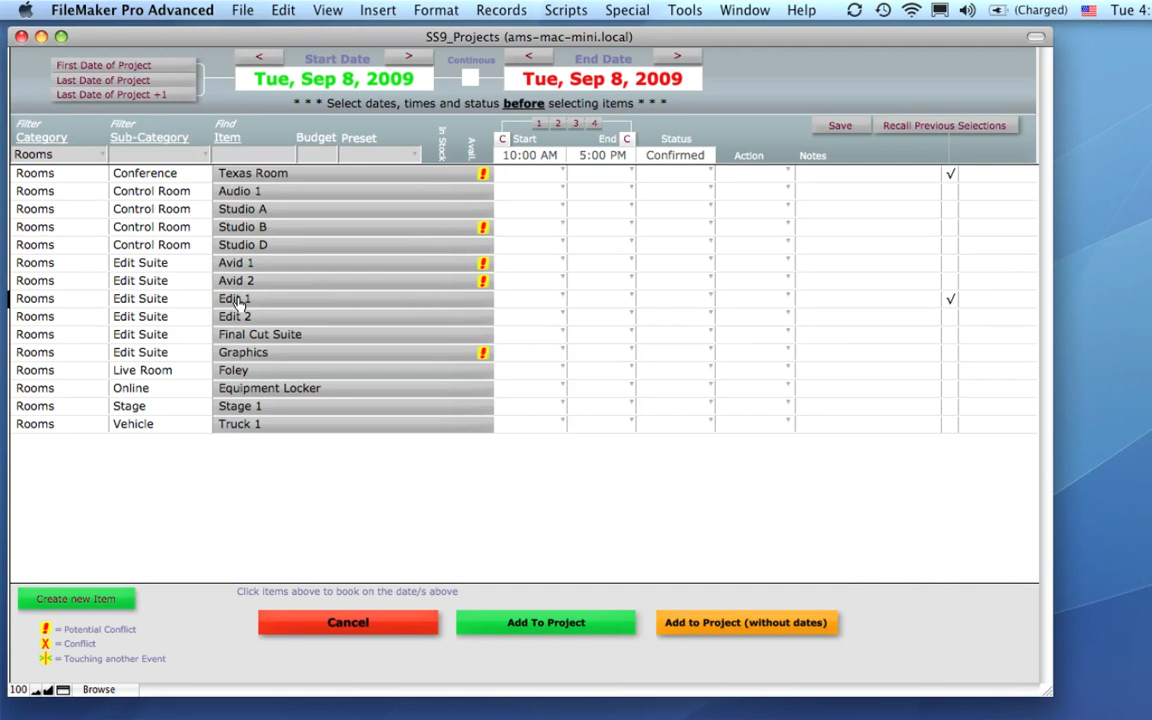 FileMaker Pro Advanced File Edit View Insert Format Records Scripts Special Tools Window Help (Charged) Tue 4:
SS9_Projects (ams-mac-mini.local)
First Date of Project
Last Date of Project
Last Date of Project +1
< Start Date >
Tue, Sep 8, 2009
Continous
< End Date >
Tue, Sep 8, 2009
* * * Select dates, times and status before selecting items * * *
Filter Filter Find
Category Sub-Category Item Budget Preset In Stock Avail.
1 2 3 4
C Start End C Status Action Notes
Save Recall Previous Selections
Rooms 10:00 AM 5:00 PM Confirmed
Rooms Conference Texas Room ! √
Rooms Control Room Audio 1
Rooms Control Room Studio A
Rooms Control Room Studio B !
Rooms Control Room Studio D
Rooms Edit Suite Avid 1 !
Rooms Edit Suite Avid 2 !
Rooms Edit Suite Edit 1 √
Rooms Edit Suite Edit 2
Rooms Edit Suite Final Cut Suite
Rooms Edit Suite Graphics !
Rooms Live Room Foley
Rooms Online Equipment Locker
Rooms Stage Stage 1
Rooms Vehicle Truck 1
Create new Item
Click items above to book on the date/s above
Cancel Add To Project Add to Project (without dates)
! = Potential Conflict
X = Conflict
>|< = Touching another Event
100 Browse